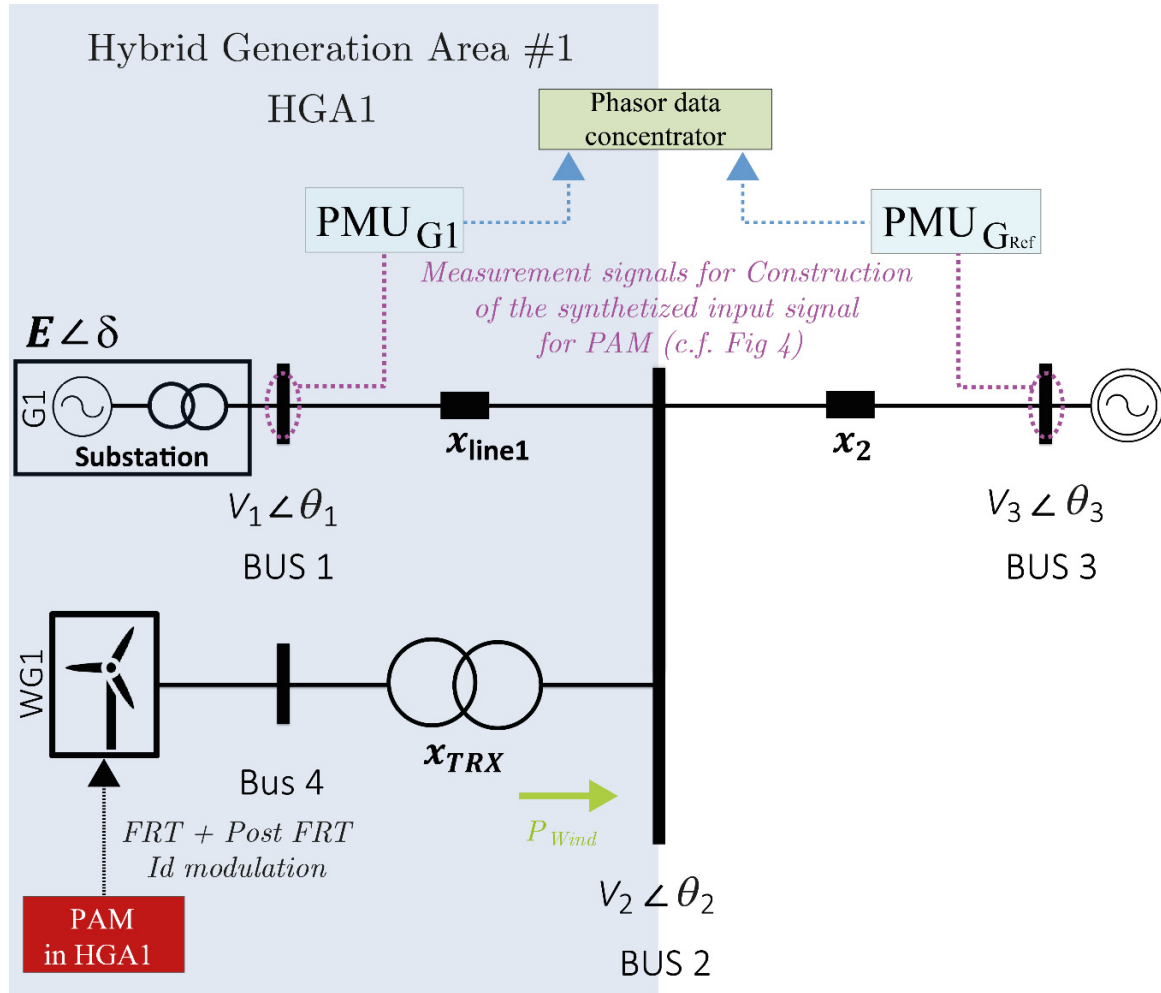 Hybrid Generation Area #1
HGA1
Phasor data
concentrator
PMU G1
PMU GRef
Measurement signals for Construction
of the synthetized input signal
for PAM (c.f. Fig 4)
E∠δ
G1
Substation
xline1
x2
V1∠θ1
BUS 1
V3∠θ3
BUS 3
WG1
Bus 4
xTRX
PWind
FRT + Post FRT
Id modulation
PAM
in HGA1
V2∠θ2
BUS 2